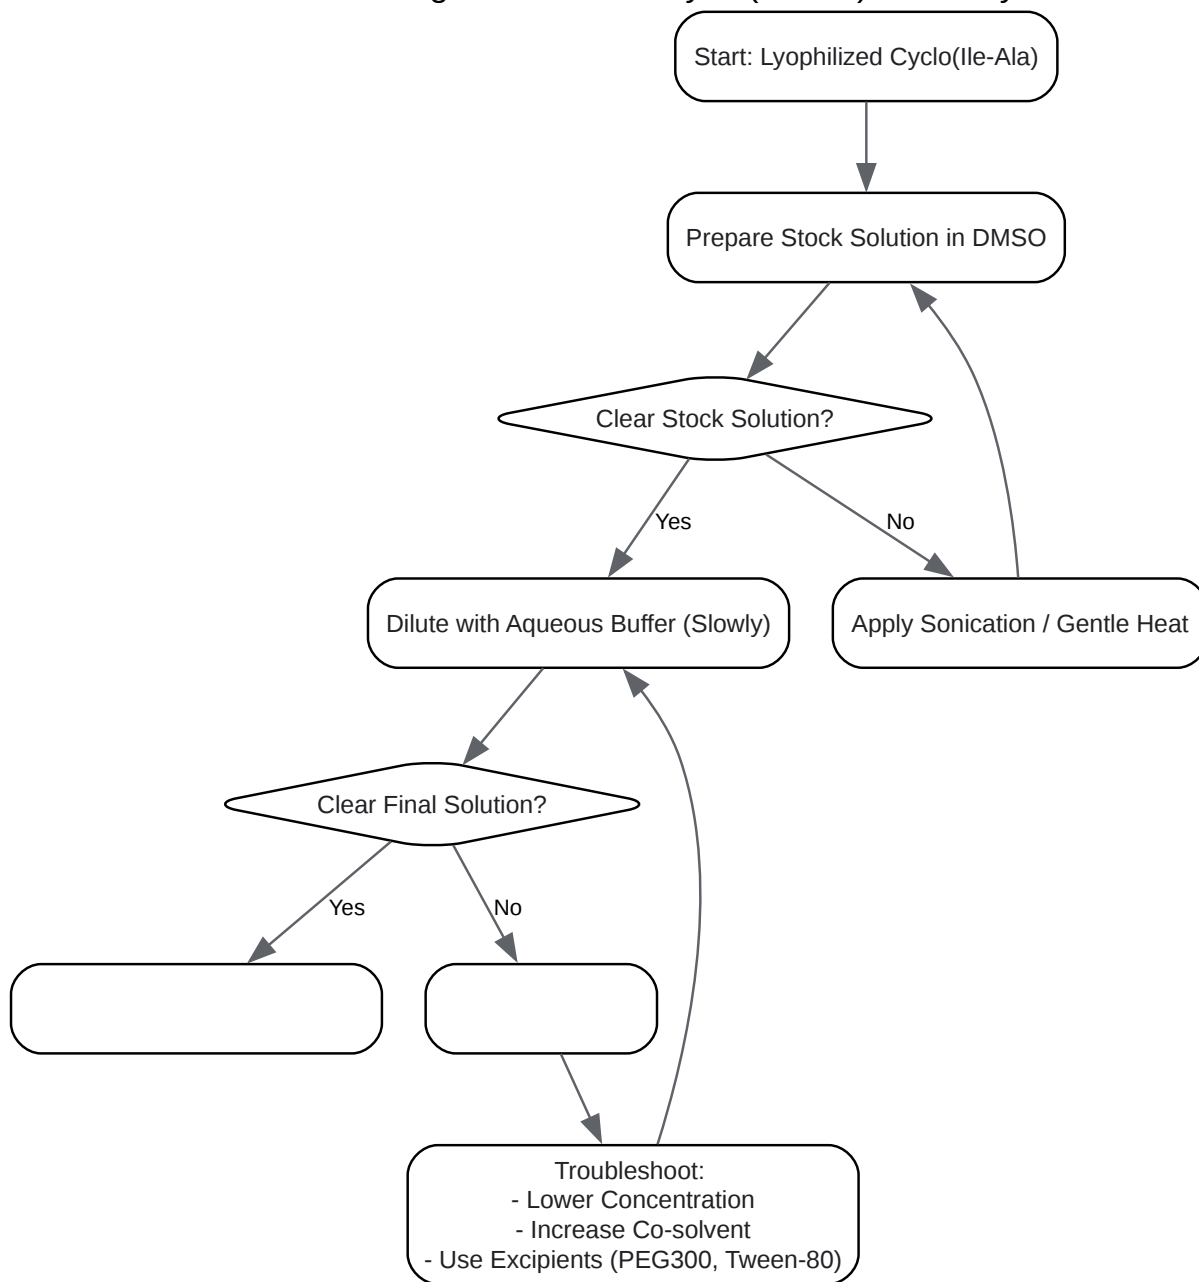 Start: Lyophilized Cyclo(Ile-Ala)
Prepare Stock Solution in DMSO
Clear Stock Solution?
Yes
No
Dilute with Aqueous Buffer (Slowly)
Apply Sonication / Gentle Heat
Clear Final Solution?
Yes
No
Troubleshoot:
- Lower Concentration
- Increase Co-solvent
- Use Excipients (PEG300, Tween-80)